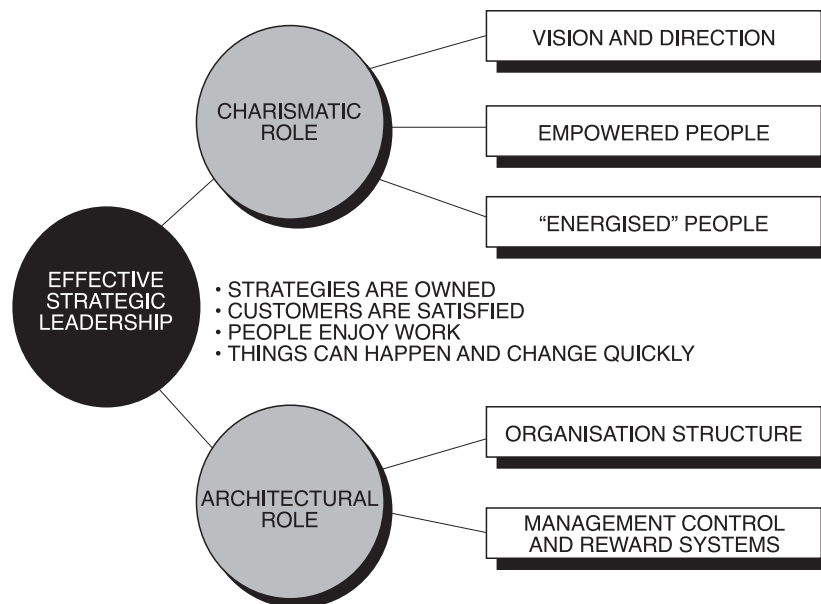 VISION AND DIRECTION
CHARISMATIC
ROLE
EMPOWERED PEOPLE
“ENERGISED” PEOPLE
EFFECTIVE
STRATEGIC
LEADERSHIP
• STRATEGIES ARE OWNED
• CUSTOMERS ARE SATISFIED
• PEOPLE ENJOY WORK
• THINGS CAN HAPPEN AND CHANGE QUICKLY
ORGANISATION STRUCTURE
ARCHITECTURAL
ROLE
MANAGEMENT CONTROL
AND REWARD SYSTEMS